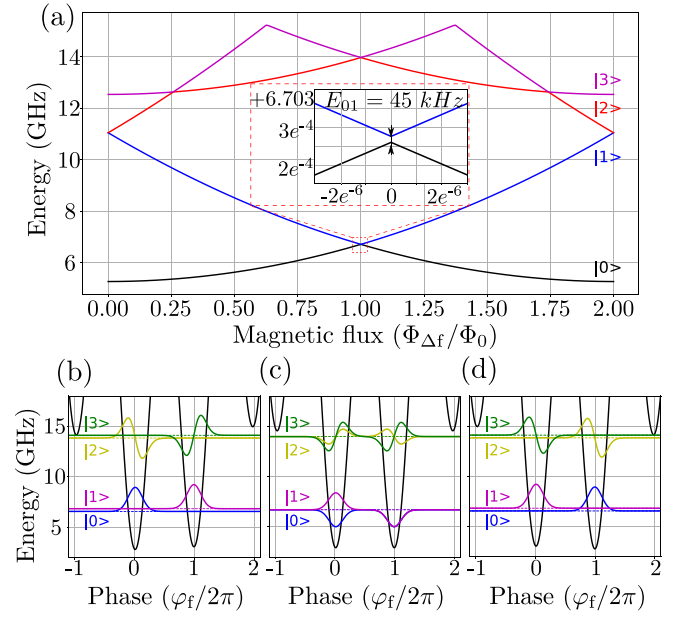 (a)
Energy (GHz)
14
12
10
8
6
|3>
|2>
|1>
|0>
+6.703 E₀₁ = 45 kHz
3e⁻⁴
2e⁻⁴
-2e⁻⁶ 0 2e⁻⁶
0.00 0.25 0.50 0.75 1.00 1.25 1.50 1.75 2.00
Magnetic flux (Φ_Δf/Φ₀)
(b) (c) (d)
Energy (GHz)
15
10
5
|3> |3> |3>
|2> |2> |2>
|1> |1> |1>
|0> |0> |0>
-1 0 1 2 -1 0 1 2 -1 0 1 2
Phase (φ_f/2π) Phase (φ_f/2π) Phase (φ_f/2π)